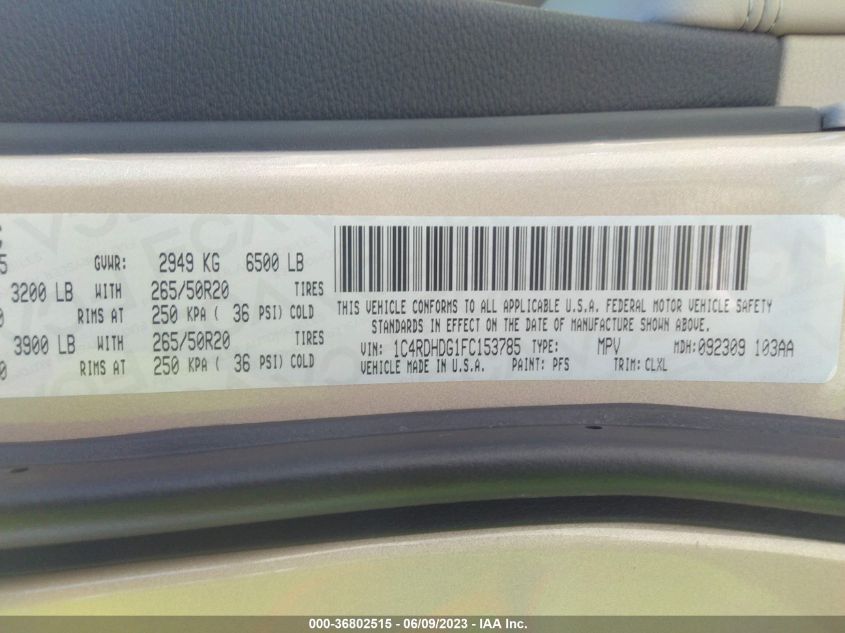 GVWR: 2949 KG 6500 LB
3200 LB WITH 265/50R20 TIRES
RIMS AT 250 KPA ( 36 PSI) COLD
3900 LB WITH 265/50R20 TIRES
RIMS AT 250 KPA ( 36 PSI) COLD
THIS VEHICLE CONFORMS TO ALL APPLICABLE U.S.A. FEDERAL MOTOR VEHICLE SAFETY
STANDARDS IN EFFECT ON THE DATE OF MANUFACTURE SHOWN ABOVE.
VIN: 1C4RDHDG1FC153785 TYPE: MPV MDH:092309 103AA
VEHICLE MADE IN U.S.A. PAINT: PFS TRIM: CLXL
000-36802515 - 06/09/2023 - IAA Inc.